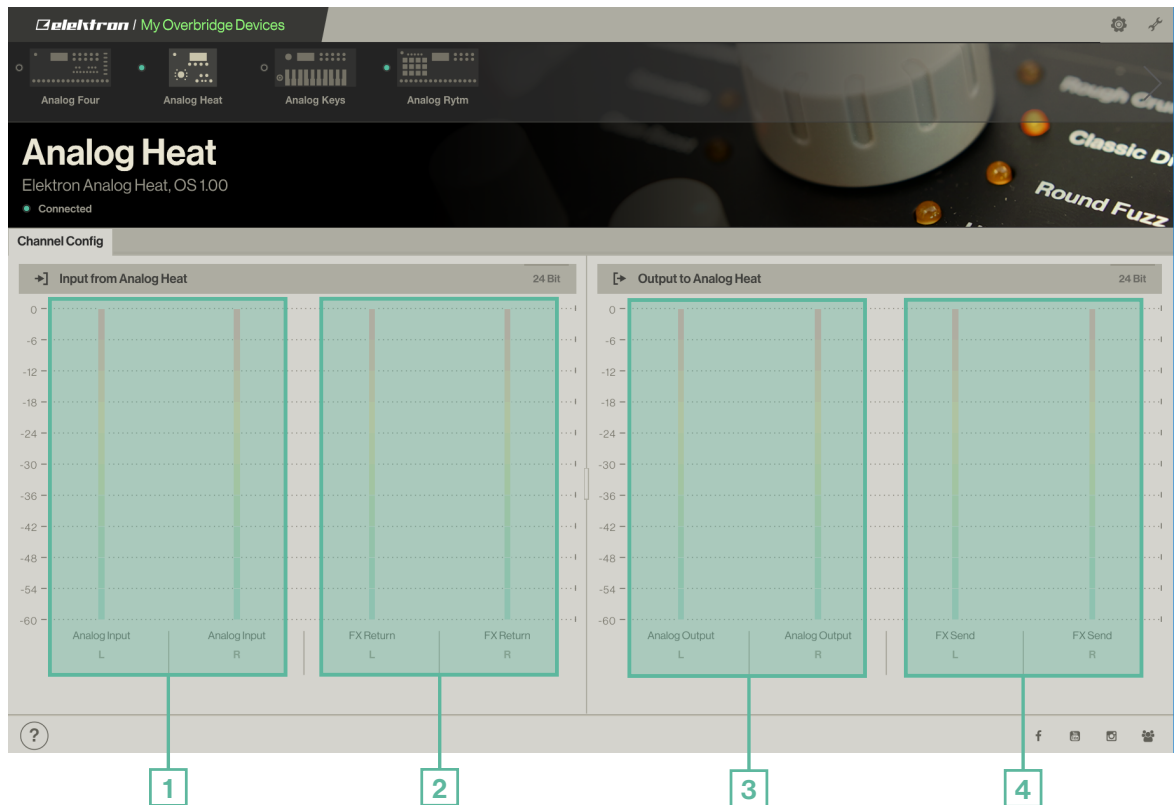 elektron / My Overbridge Devices
Analog Four
Analog Heat
Analog Keys
Analog Rytm
Analog Heat
Elektron Analog Heat, OS 1.00
Connected
Classic Di
Round Fuzz
Channel Config
Input from Analog Heat 24 Bit
0
-6
-12
-18
-24
-30
-36
-42
-48
-54
-60
Analog Input L
Analog Input R
FX Return L
FX Return R
Output to Analog Heat 24 Bit
0
-6
-12
-18
-24
-30
-36
-42
-48
-54
-60
Analog Output L
Analog Output R
FX Send L
FX Send R
?
1
2
3
4